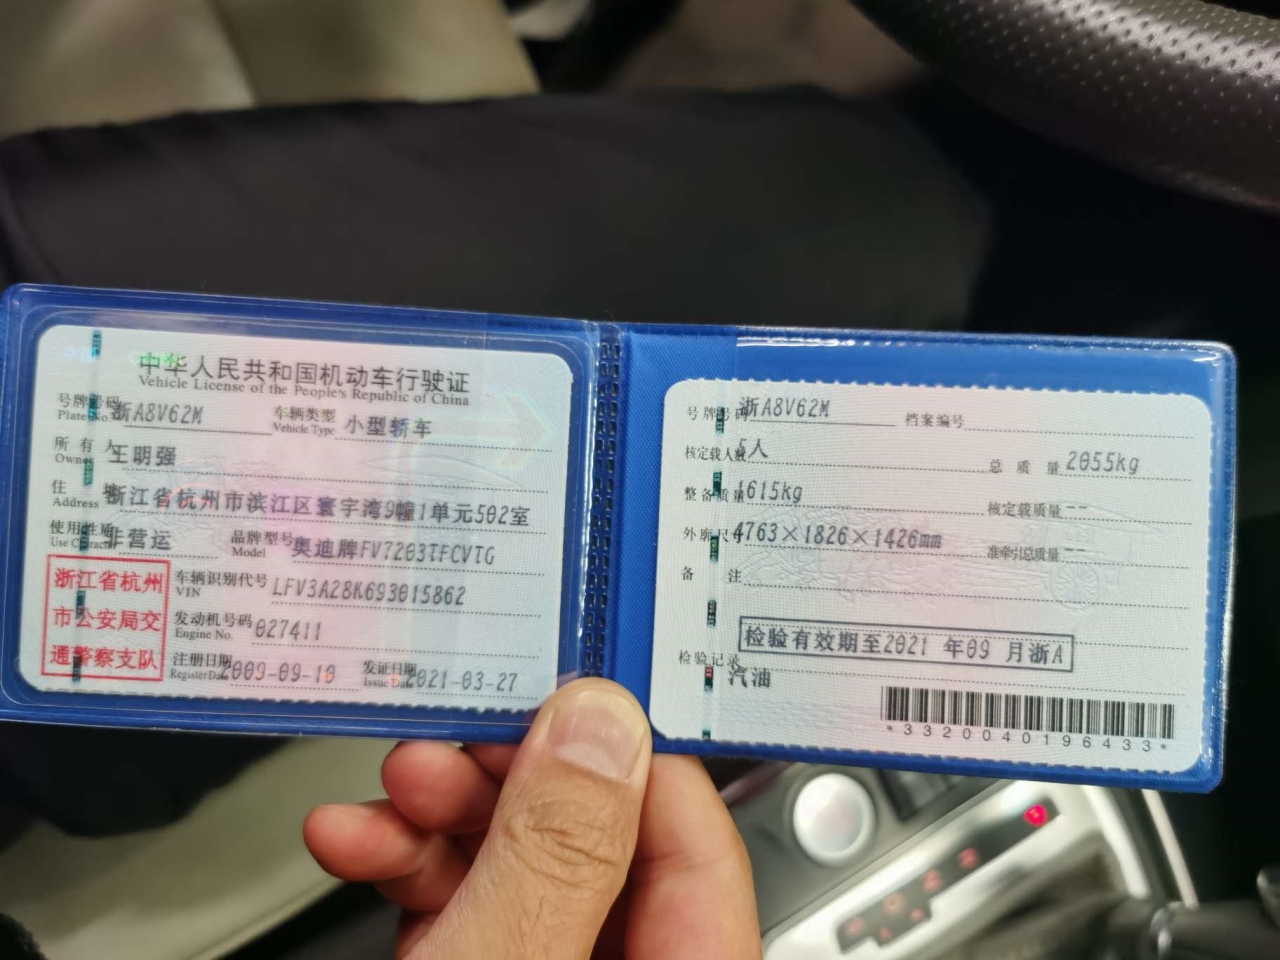 中华人民共和国机动车行驶证
Vehicle License of the People's Republic of China
号牌号码 浙A8V62M 车辆类型 小型轿车
Plate No. Vehicle Type
所有人 王明强
Owner
住址 浙江省杭州市滨江区寰宇湾9幢1单元502室
Address
使用性质 非营运 品牌型号 奥迪牌FV7203TFCVTG
Use Character Model
浙江省杭州
市公安局交
通警察支队
车辆识别代号 LFV3A28K693015862
VIN
发动机号码 027411
Engine No.
注册日期 2009-09-10 发证日期 2021-03-27
Register Date Issue Date
号牌号码 浙A8V62M 档案编号
核定载人数 5人 总质量 2055kg
整备质量 1615kg 核定载质量 --
外廓尺寸 4763×1826×1426mm 准牵引总质量 --
备注
检验有效期至2021 年09 月浙A
检验记录
汽油
*3320040196433*